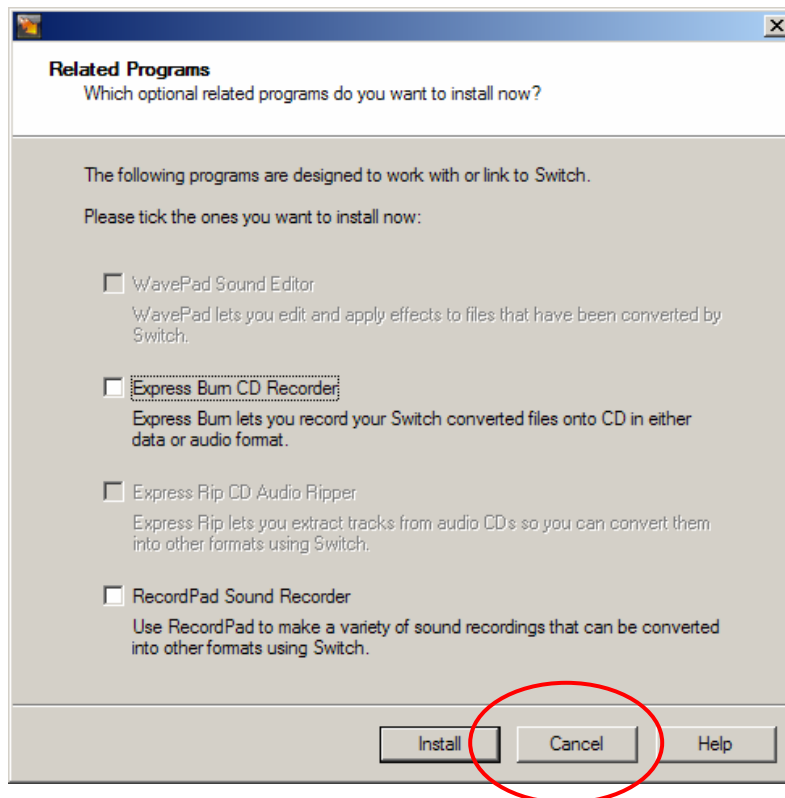 Related Programs
Which optional related programs do you want to install now?
The following programs are designed to work with or link to Switch.
Please tick the ones you want to install now:
WavePad Sound Editor
WavePad lets you edit and apply effects to files that have been converted by
Switch.
Express Burn CD Recorder
Express Burn lets you record your Switch converted files onto CD in either
data or audio format.
Express Rip CD Audio Ripper
Express Rip lets you extract tracks from audio CDs so you can convert them
into other formats using Switch.
RecordPad Sound Recorder
Use RecordPad to make a variety of sound recordings that can be converted
into other formats using Switch.
Install Cancel Help